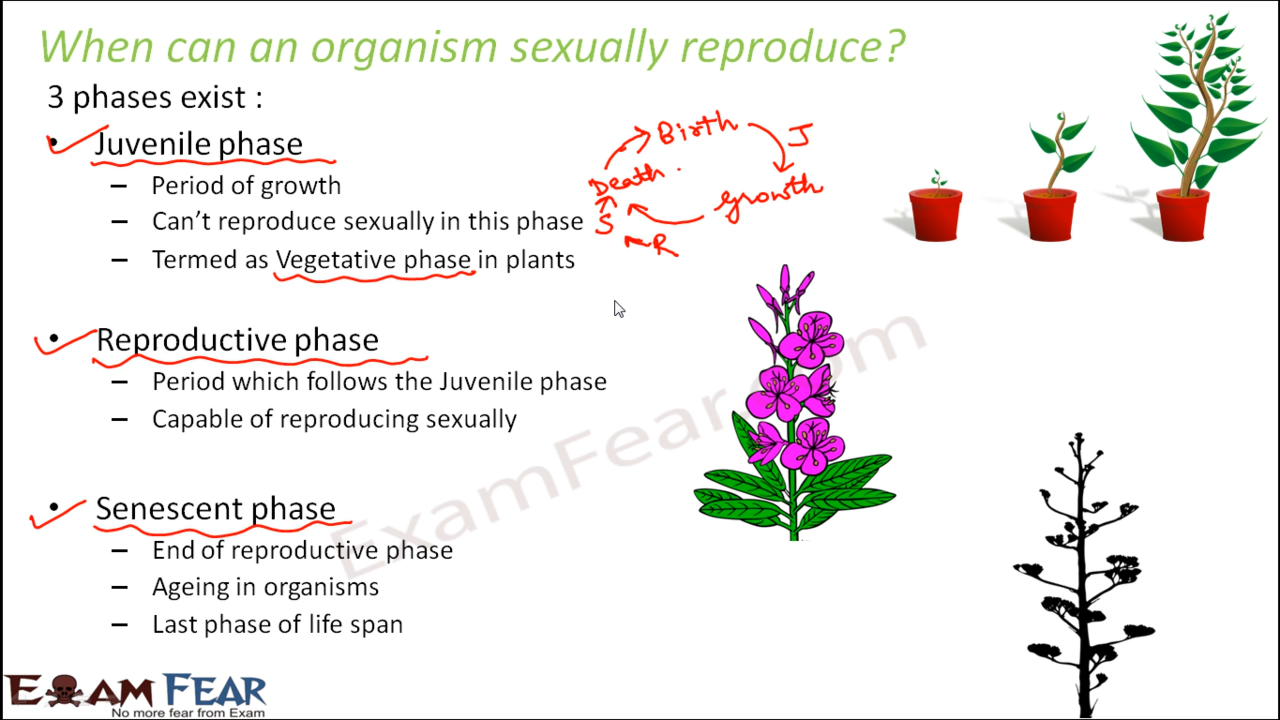 When can an organism sexually reproduce?
3 phases exist :
• Juvenile phase
– Period of growth
– Can't reproduce sexually in this phase
– Termed as Vegetative phase in plants
• Reproductive phase
– Period which follows the Juvenile phase
– Capable of reproducing sexually
• Senescent phase
– End of reproductive phase
– Ageing in organisms
– Last phase of life span
Birth
J
Death.
Growth
S
R
ExamFear.com
EXAM FEAR
No more fear from Exam